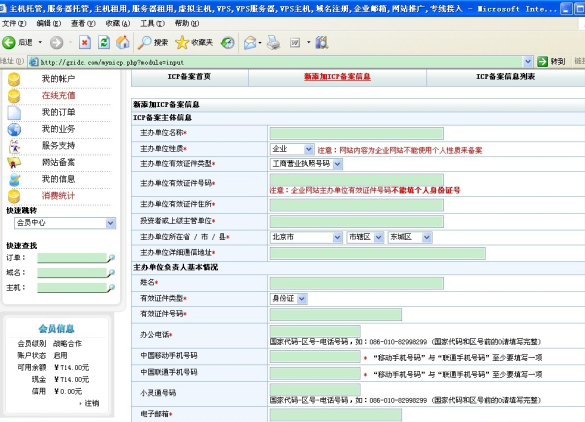 主机托管,服务器托管,主机租用,服务器租用,虚拟主机,VPS,VPS服务器,VPS主机,域名注册,企业邮箱,网站推广,专线接入 - Microsoft Inte...
文件(F) 编辑(E) 查看(V) 收藏(A) 工具(T) 帮助(H)
后退 搜索 收藏夹
地址(D) http://gzidc.com/mynicp.php?module=input 转到 链接
我的帐户
在线充值
我的订单
我的业务
服务支持
网站备案
我的信息
消费统计
快速跳转
会员中心
快速查找
订单:
域名:
主机:
会员信息
会员级别 战略合作
账户状态 启用
可用余额 ￥714.00元
现金 ￥714.00元
信用 ￥0.00元
注销
ICP备案首页 新添加ICP备案信息 ICP备案信息列表
新添加ICP备案信息
ICP备案主体信息
主办单位名称*
主办单位性质* 企业 注意:网站内容为企业网站不能使用个人性质来备案
主办单位有效证件类型* 工商营业执照号码
主办单位有效证件号码*
注意:企业网站主办单位有效证件号码不能填个人身份证号
主办单位有效证件住所*
投资者或上级主管单位*
主办单位所在省 / 市 / 县* 北京市 市辖区 东城区
主办单位详细通信地址*
主办单位负责人基本情况
姓名*
有效证件类型* 身份证
有效证件号码*
办公电话*
国家代码-区号-电话号码,如:086-010-82998299 (国家代码和区号前的0请填写完整)
中国移动手机号码 * “移动手机号码”与“联通手机号码”至少要填写一项
中国联通手机号码 * “移动手机号码”与“联通手机号码”至少要填写一项
小灵通号码
国家代码-区号-电话号码,如:086-010-82998299 (国家代码和区号前的0请填写完整)
电子邮箱*